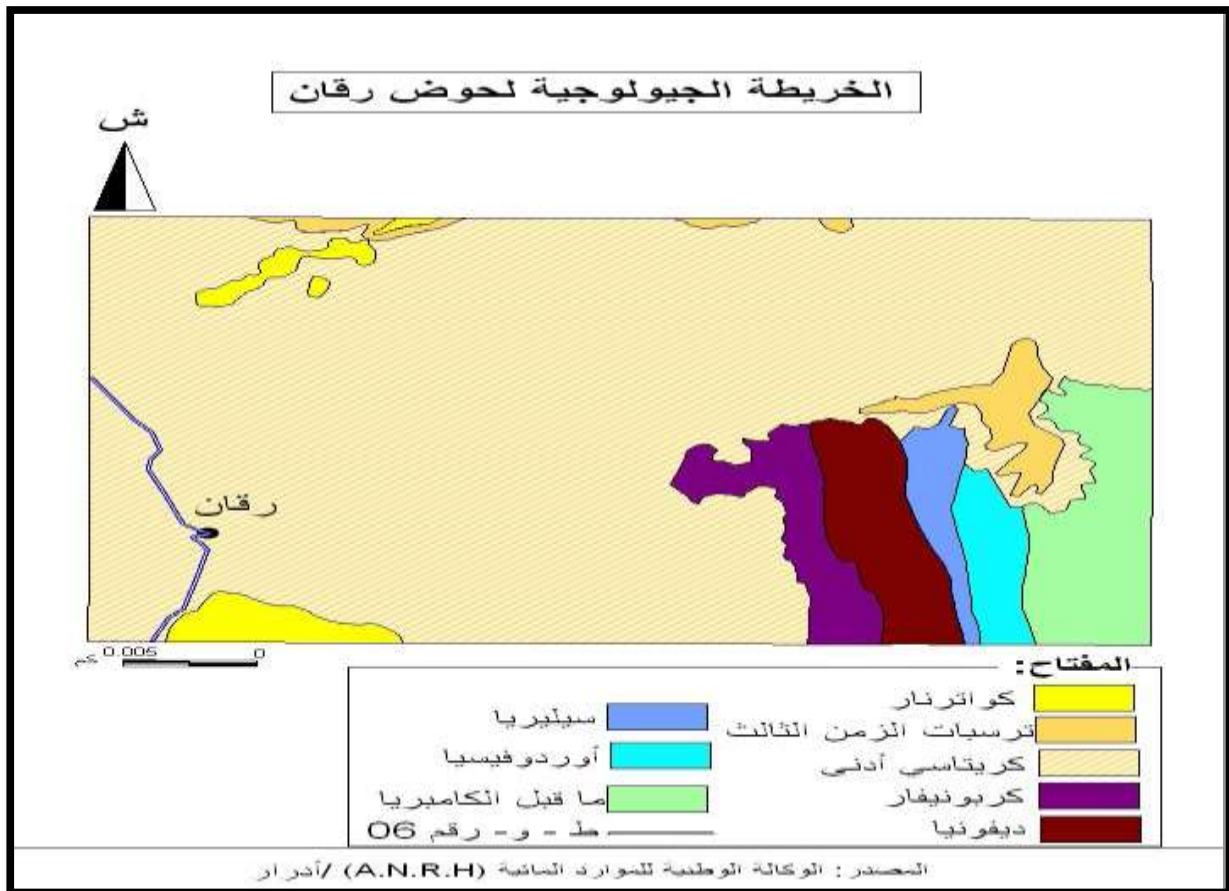 الخريطة الجيولوجية لحوض رقان
ش
رقان
كم 0.005 0
المفتاح:
كواترنار
ترسبات الزمن الثالث
كريتاسي أدنى
كربونيفار
ديفونيا
سيليريا
أوردوفيسيا
ما قبل الكامبريا
ط - و - رقم 06
المصدر: الوكالة الوطنية للموارد المائية (A.N.R.H) /أدرار